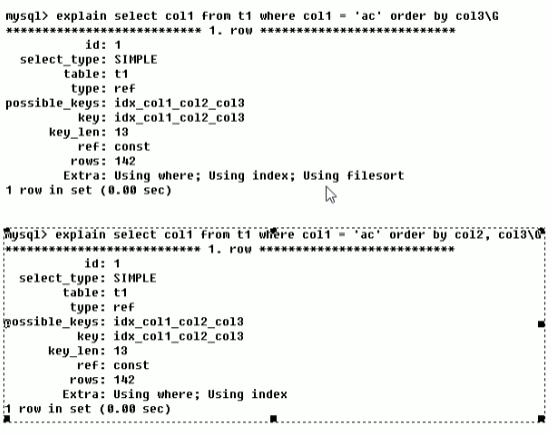 mysql> explain select col1 from t1 where col1 = 'ac' order by col3\G
*************************** 1. row ***************************
id: 1
select_type: SIMPLE
table: t1
type: ref
possible_keys: idx_col1_col2_col3
key: idx_col1_col2_col3
key_len: 13
ref: const
rows: 142
Extra: Using where; Using index; Using filesort
1 row in set (0.00 sec)
mysql> explain select col1 from t1 where col1 = 'ac' order by col2, col3\G
*************************** 1. row ***************************
id: 1
select_type: SIMPLE
table: t1
type: ref
possible_keys: idx_col1_col2_col3
key: idx_col1_col2_col3
key_len: 13
ref: const
rows: 142
Extra: Using where; Using index
1 row in set (0.00 sec)